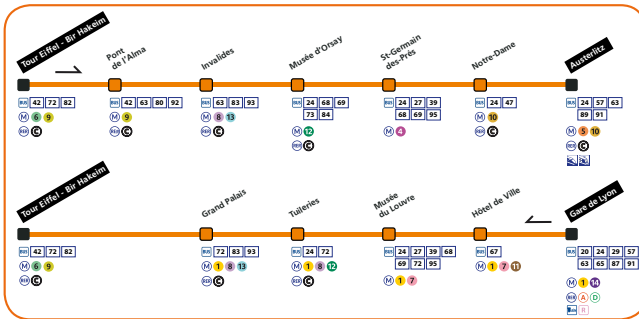 Tour Eiffel - Bir Hakeim
Pont
de l'Alma
Invalides
Musée d'Orsay
St-Germain
des-Prés
Notre-Dame
Austerlitz
BUS 42 72 82
M 6 9
RER C
BUS 42 63 80 92
M 9
RER C
BUS 63 83 93
M 8 13
RER C
BUS 24 68 69
73 84
M 12
RER C
BUS 24 27 39
68 69 95
M 4
BUS 24 47
M 10
RER C
BUS 24 57 63
89 91
M 5 10
RER C
Tour Eiffel - Bir Hakeim
Grand Palais
Tuileries
Musée
du Louvre
Hôtel de Ville
Gare de Lyon
BUS 42 72 82
M 6 9
RER C
BUS 72 83 93
M 1 8 13
RER C
BUS 24 72
M 1 8 12
RER C
BUS 24 27 39 68
69 72 95
M 1 7
BUS 67
M 1 7 11
BUS 20 24 29 57
63 65 87 91
M 1 14
RER A D
R